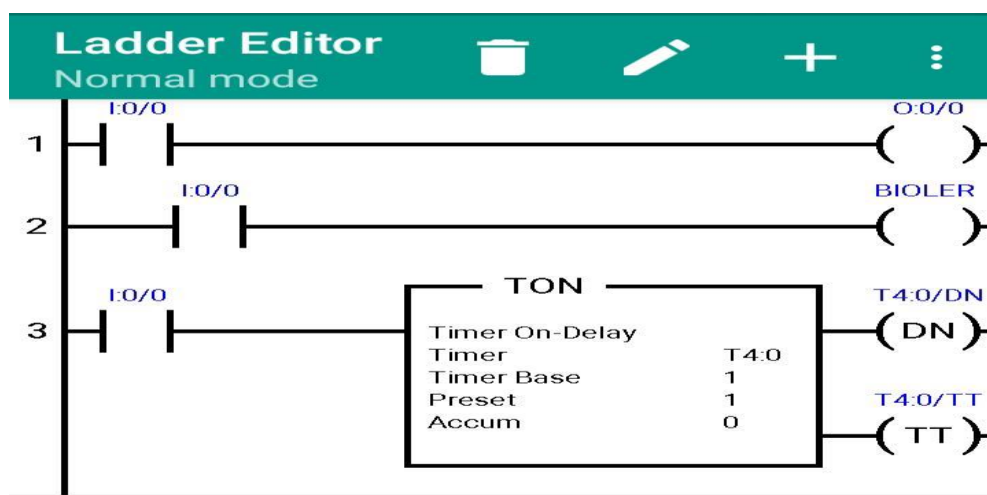 Ladder Editor
Normal mode
I:0/0 O:0/0
1
I:0/0 BIOLER
2
I:0/0 TON T4:0/DN
3 DN
Timer On-Delay
Timer T4:0
Timer Base 1
Preset 1 T4:0/TT
Accum 0 TT